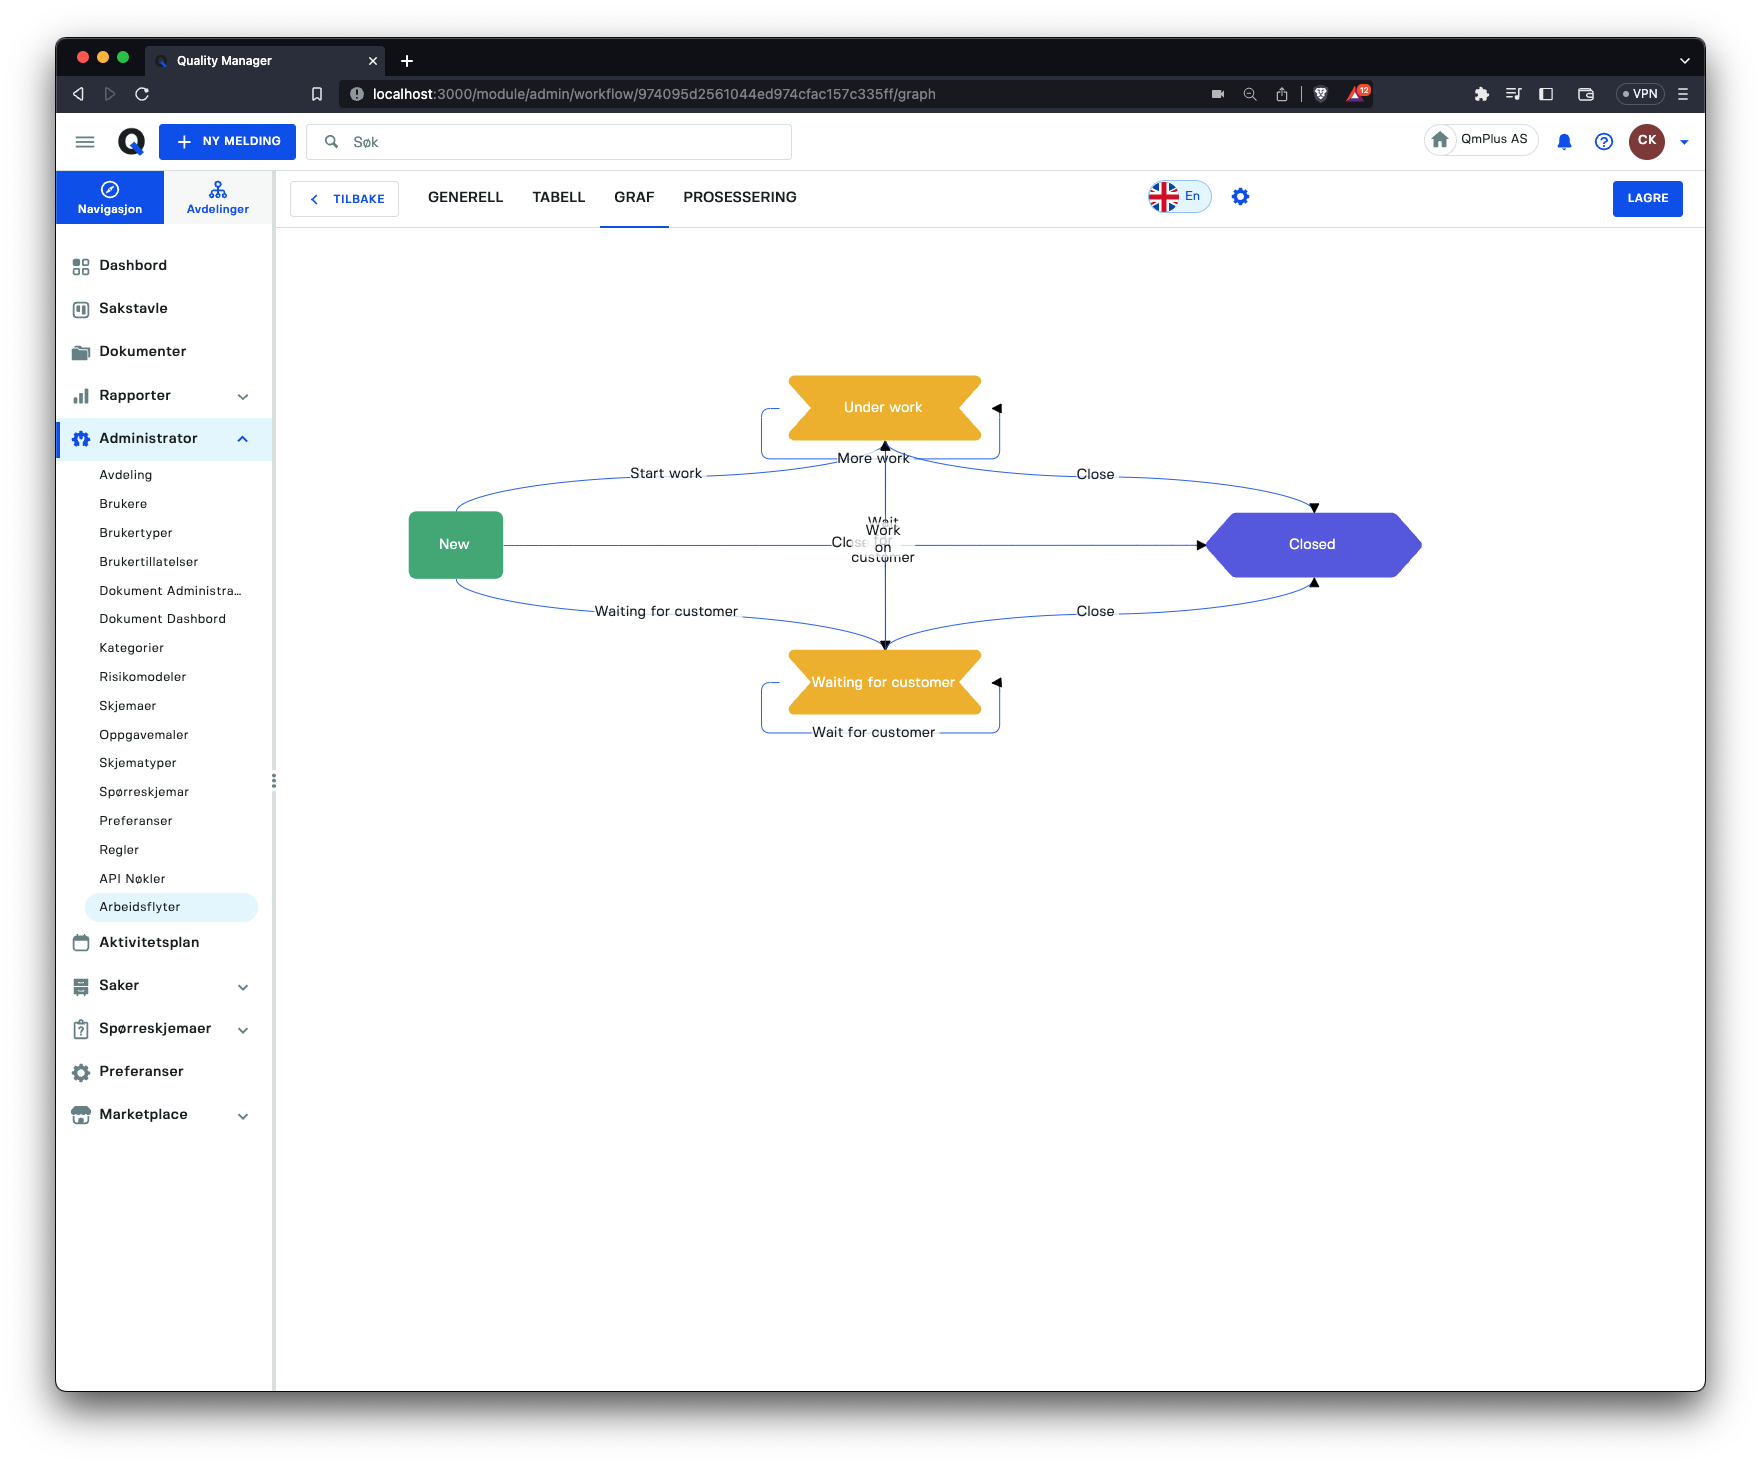 Quality Manager
localhost:3000/module/admin/workflow/974095d2561044ed974cfac157c335ff/graph
12
VPN
NY MELDING
Søk
QmPlus AS
CK
Navigasjon
Avdelinger
TILBAKE
GENERELL
TABELL
GRAF
PROSESSERING
En
LAGRE
Dashbord
Sakstavle
Dokumenter
Rapporter
Administrator
Avdeling
Brukere
Brukertyper
Brukertillatelser
Dokument Administra...
Dokument Dashbord
Kategorier
Risikomodeler
Skjemaer
Oppgavemaler
Skjematyper
Spørreskjemar
Preferanser
Regler
API Nøkler
Arbeidsflyter
Aktivitetsplan
Saker
Spørreskjemaer
Preferanser
Marketplace
Under work
More work
Start work
Close
New
Wait
Work
on
customer
Closed
Waiting for customer
Close
Waiting for customer
Wait for customer